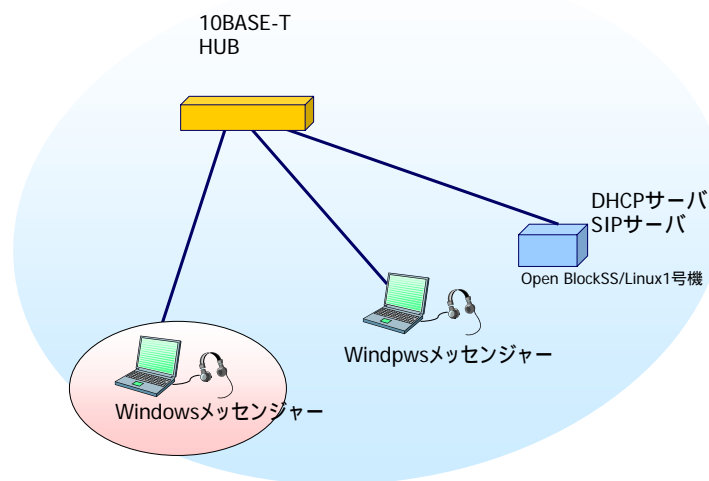 10BASE-T
HUB
DHCPサーバ
SIPサーバ
Open BlockSS/Linux1号機
Windpwsメッセンジャー
Windowsメッセンジャー